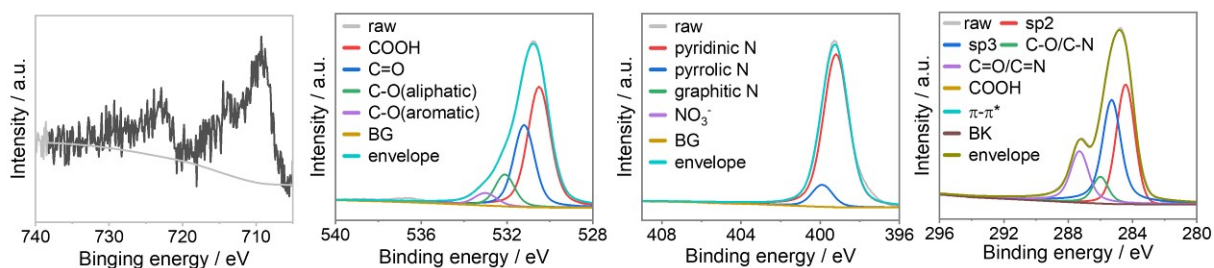 Intensity / a.u.
740 730 720 710
Binging energy / eV
Intensity / a.u.
raw
COOH
C=O
C-O(aliphatic)
C-O(aromatic)
BG
envelope
540 536 532 528
Binding energy / eV
Intensity / a.u.
raw
pyridinic N
pyrrolic N
graphitic N
NO₃⁻
BG
envelope
408 404 400 396
Binding energy / eV
Intensity / a.u.
raw sp2
sp3 C-O/C-N
C=O/C=N
COOH
π-π*
BK
envelope
296 292 288 284 280
Binding energy / eV